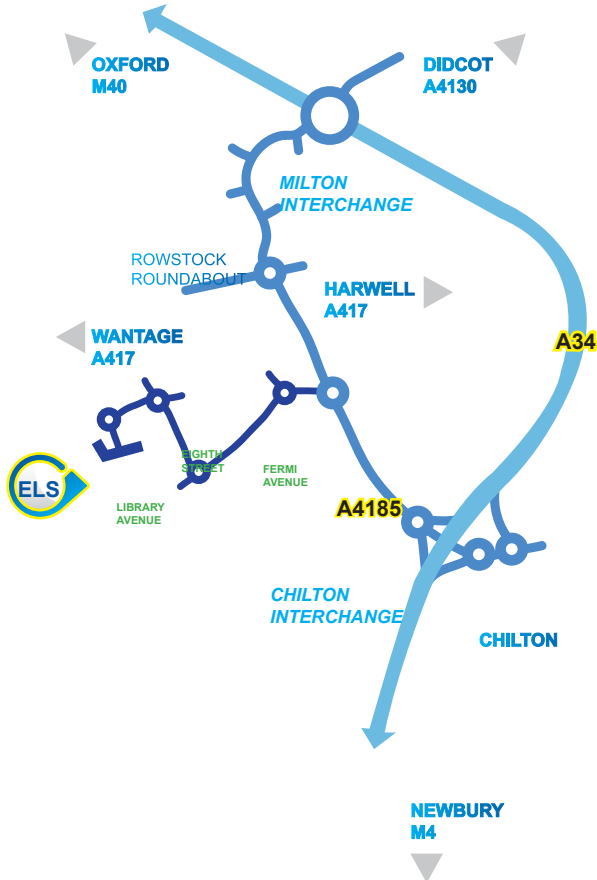 OXFORD
M40
DIDCOT
A4130
MILTON
INTERCHANGE
ROWSTOCK
ROUNDABOUT
HARWELL
A417
WANTAGE
A417
A34
EIGHTH
STREET
FERMI
AVENUE
ELS
LIBRARY
AVENUE
A4185
CHILTON
INTERCHANGE
CHILTON
NEWBURY
M4